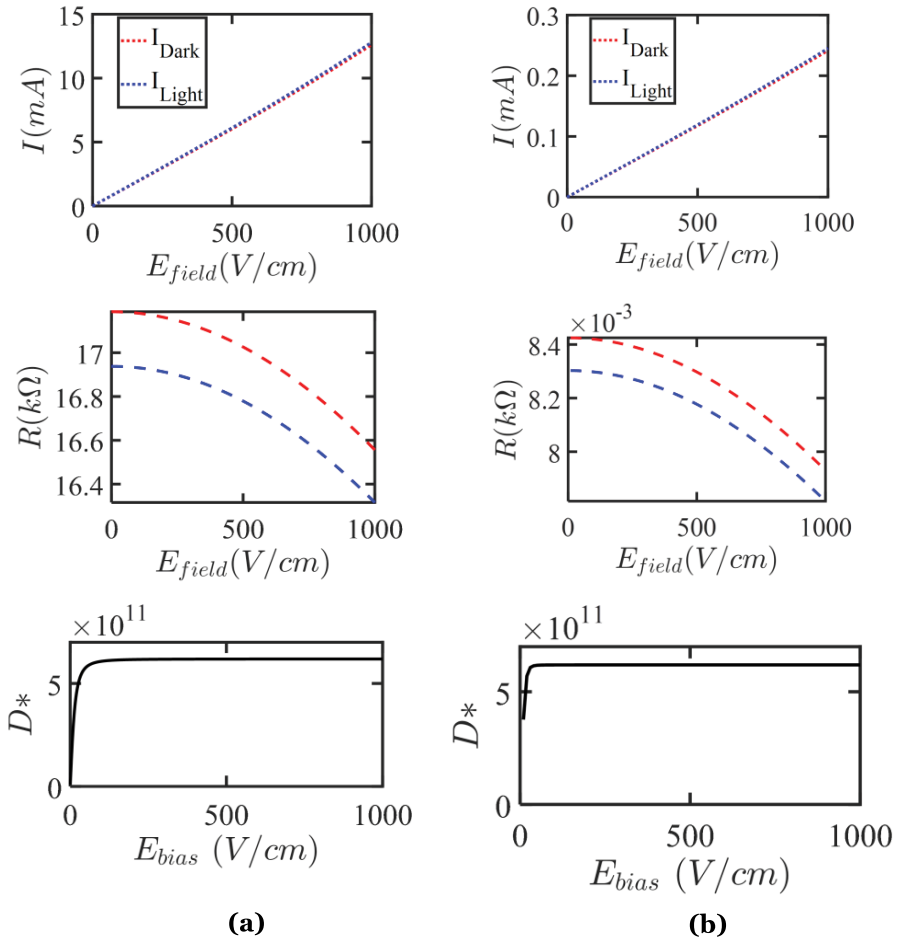 15
10
5
0
I(mA)
I_Dark
I_Light
0 500 1000
E_field(V/cm)
0.3
0.2
0.1
0
I(mA)
I_Dark
I_Light
0 500 1000
E_field(V/cm)
17
16.8
16.6
16.4
R(kΩ)
0 500 1000
E_field(V/cm)
×10^-3
8.4
8.2
8
R(kΩ)
0 500 1000
E_field(V/cm)
×10^11
5
0
D*
0 500 1000
E_bias (V/cm)
(a)
×10^11
5
0
D*
0 500 1000
E_bias (V/cm)
(b)